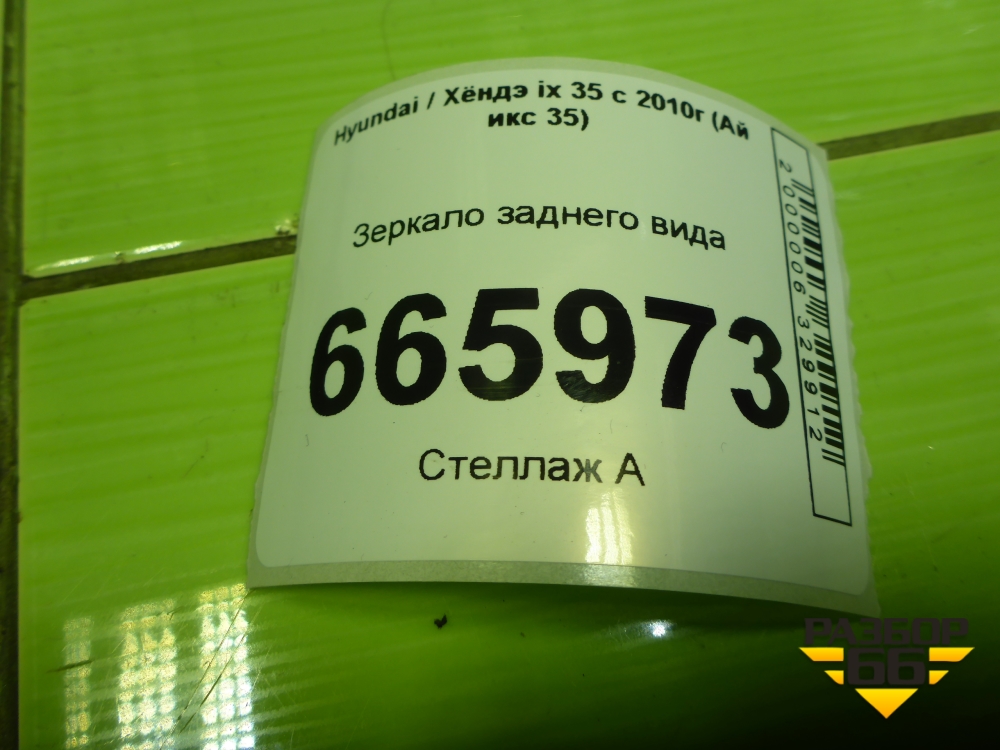 Hyundai / Хёндэ ix 35 с 2010г (Ай
икс 35)
Зеркало заднего вида
665973
Стеллаж А
2000006329912
РАЗБОР
66